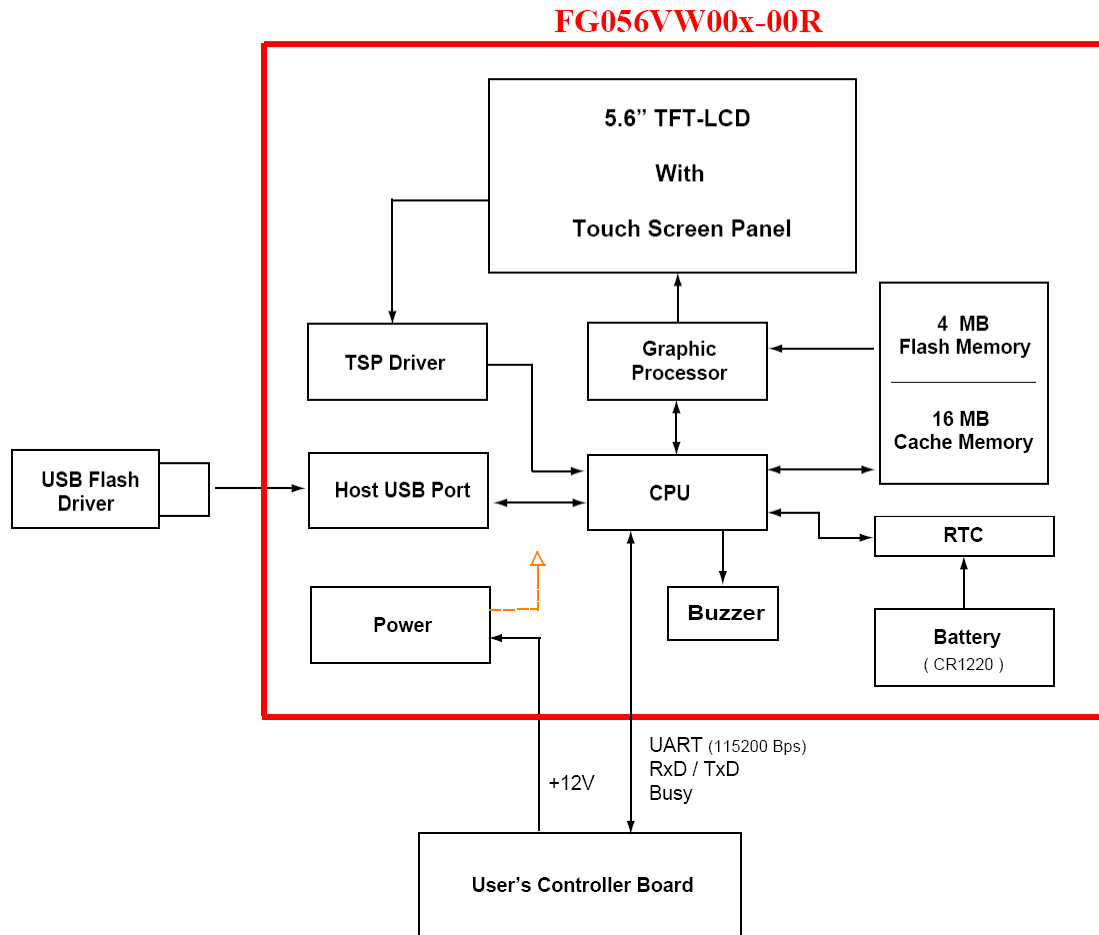 FG056VW00x-00R
5.6” TFT-LCD
With
Touch Screen Panel
4 MB
Flash Memory
16 MB
Cache Memory
TSP Driver
Graphic
Processor
USB Flash
Driver
Host USB Port
CPU
RTC
Power
Buzzer
Battery
( CR1220 )
+12V
UART (115200 Bps)
RxD / TxD
Busy
User’s Controller Board